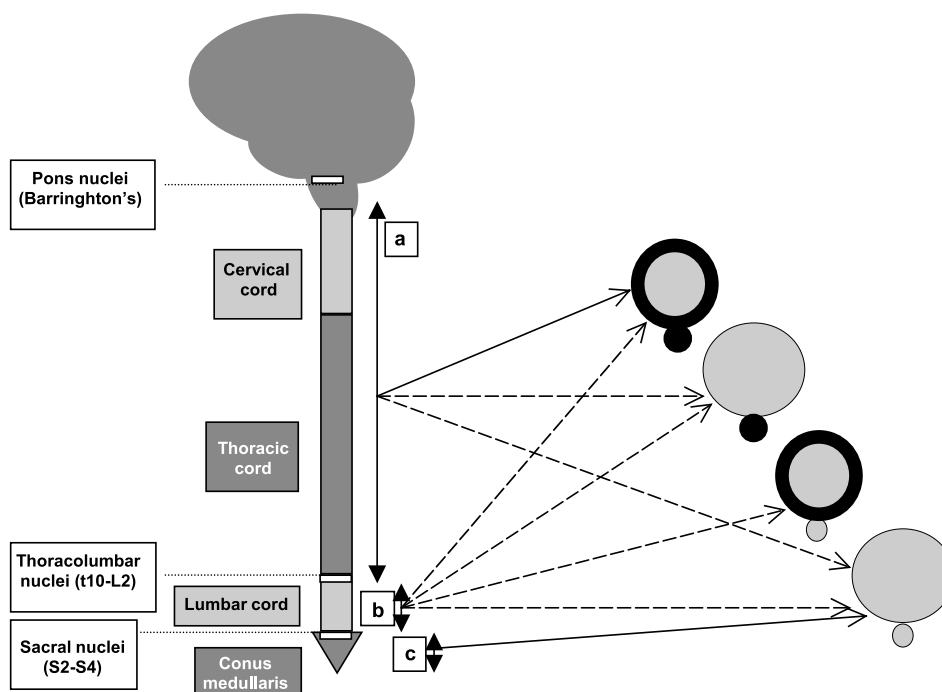 Pons nuclei
(Barringhton's)
a
Cervical
cord
Thoracic
cord
Thoracolumbar
nuclei (t10-L2)
Lumbar cord
b
Sacral nuclei
(S2-S4)
c
Conus
medullaris